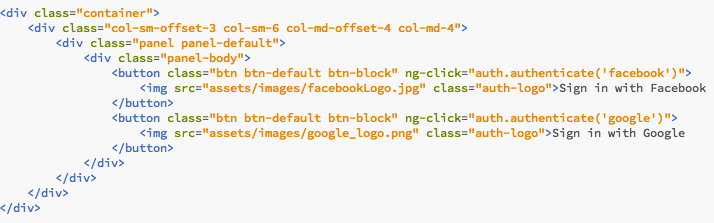 <div class="container">
    <div class="col-sm-offset-3 col-sm-6 col-md-offset-4 col-md-4">
        <div class="panel panel-default">
            <div class="panel-body">
                <button class="btn btn-default btn-block" ng-click="auth.authenticate('facebook')">
                    <img src="assets/images/facebookLogo.jpg" class="auth-logo">Sign in with Facebook
                </button>
                <button class="btn btn-default btn-block" ng-click="auth.authenticate('google')">
                    <img src="assets/images/google_logo.png" class="auth-logo">Sign in with Google
                </button>
            </div>
        </div>
    </div>
</div>